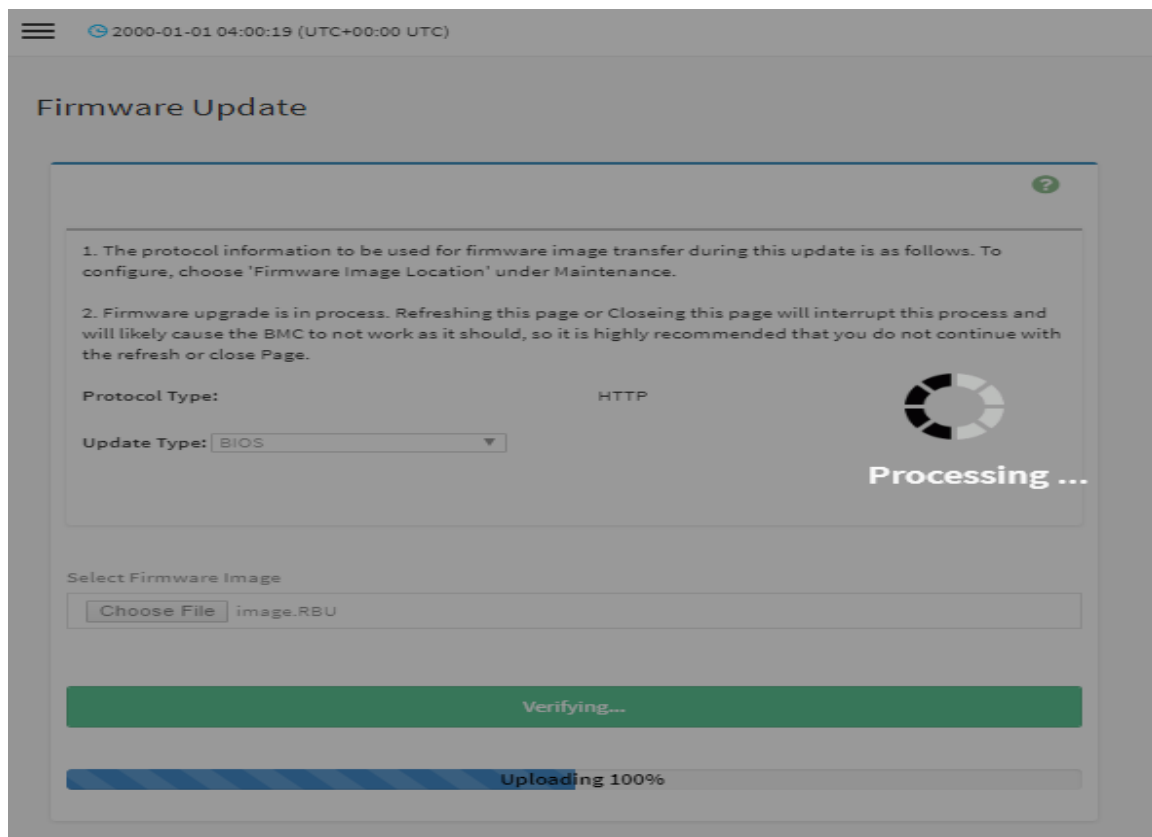 2000-01-01 04:00:19 (UTC+00:00 UTC)
Firmware Update
?
1. The protocol information to be used for firmware image transfer during this update is as follows. To
configure, choose 'Firmware Image Location' under Maintenance.
2. Firmware upgrade is in process. Refreshing this page or Closeing this page will interrupt this process and
will likely cause the BMC to not work as it should, so it is highly recommended that you do not continue with
the refresh or close Page.
Protocol Type: HTTP
Update Type: BIOS
Processing ...
Select Firmware Image
Choose File image.RBU
Verifying...
Uploading 100%